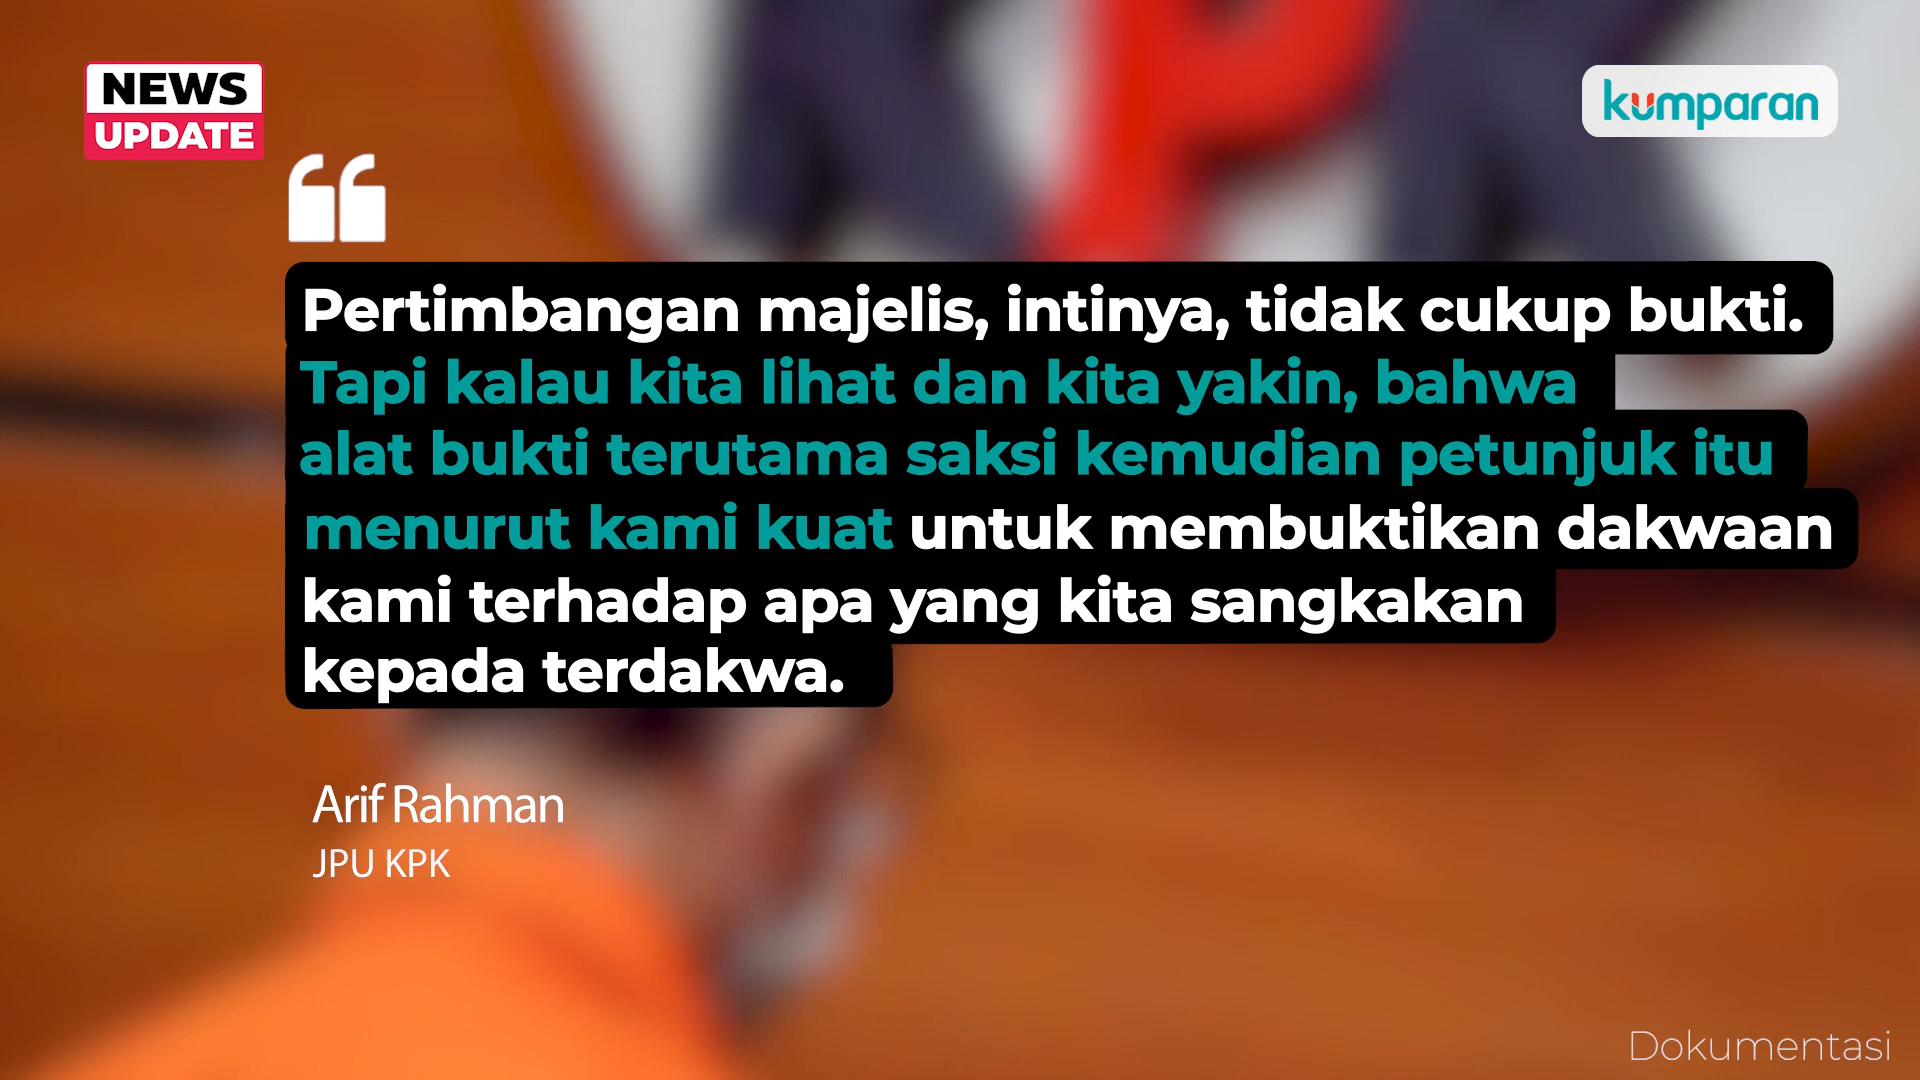 NEWS
UPDATE
kumparan
Pertimbangan majelis, intinya, tidak cukup bukti.
Tapi kalau kita lihat dan kita yakin, bahwa
alat bukti terutama saksi kemudian petunjuk itu
menurut kami kuat untuk membuktikan dakwaan
kami terhadap apa yang kita sangkakan
kepada terdakwa.
Arif Rahman
JPU KPK
Dokumentasi